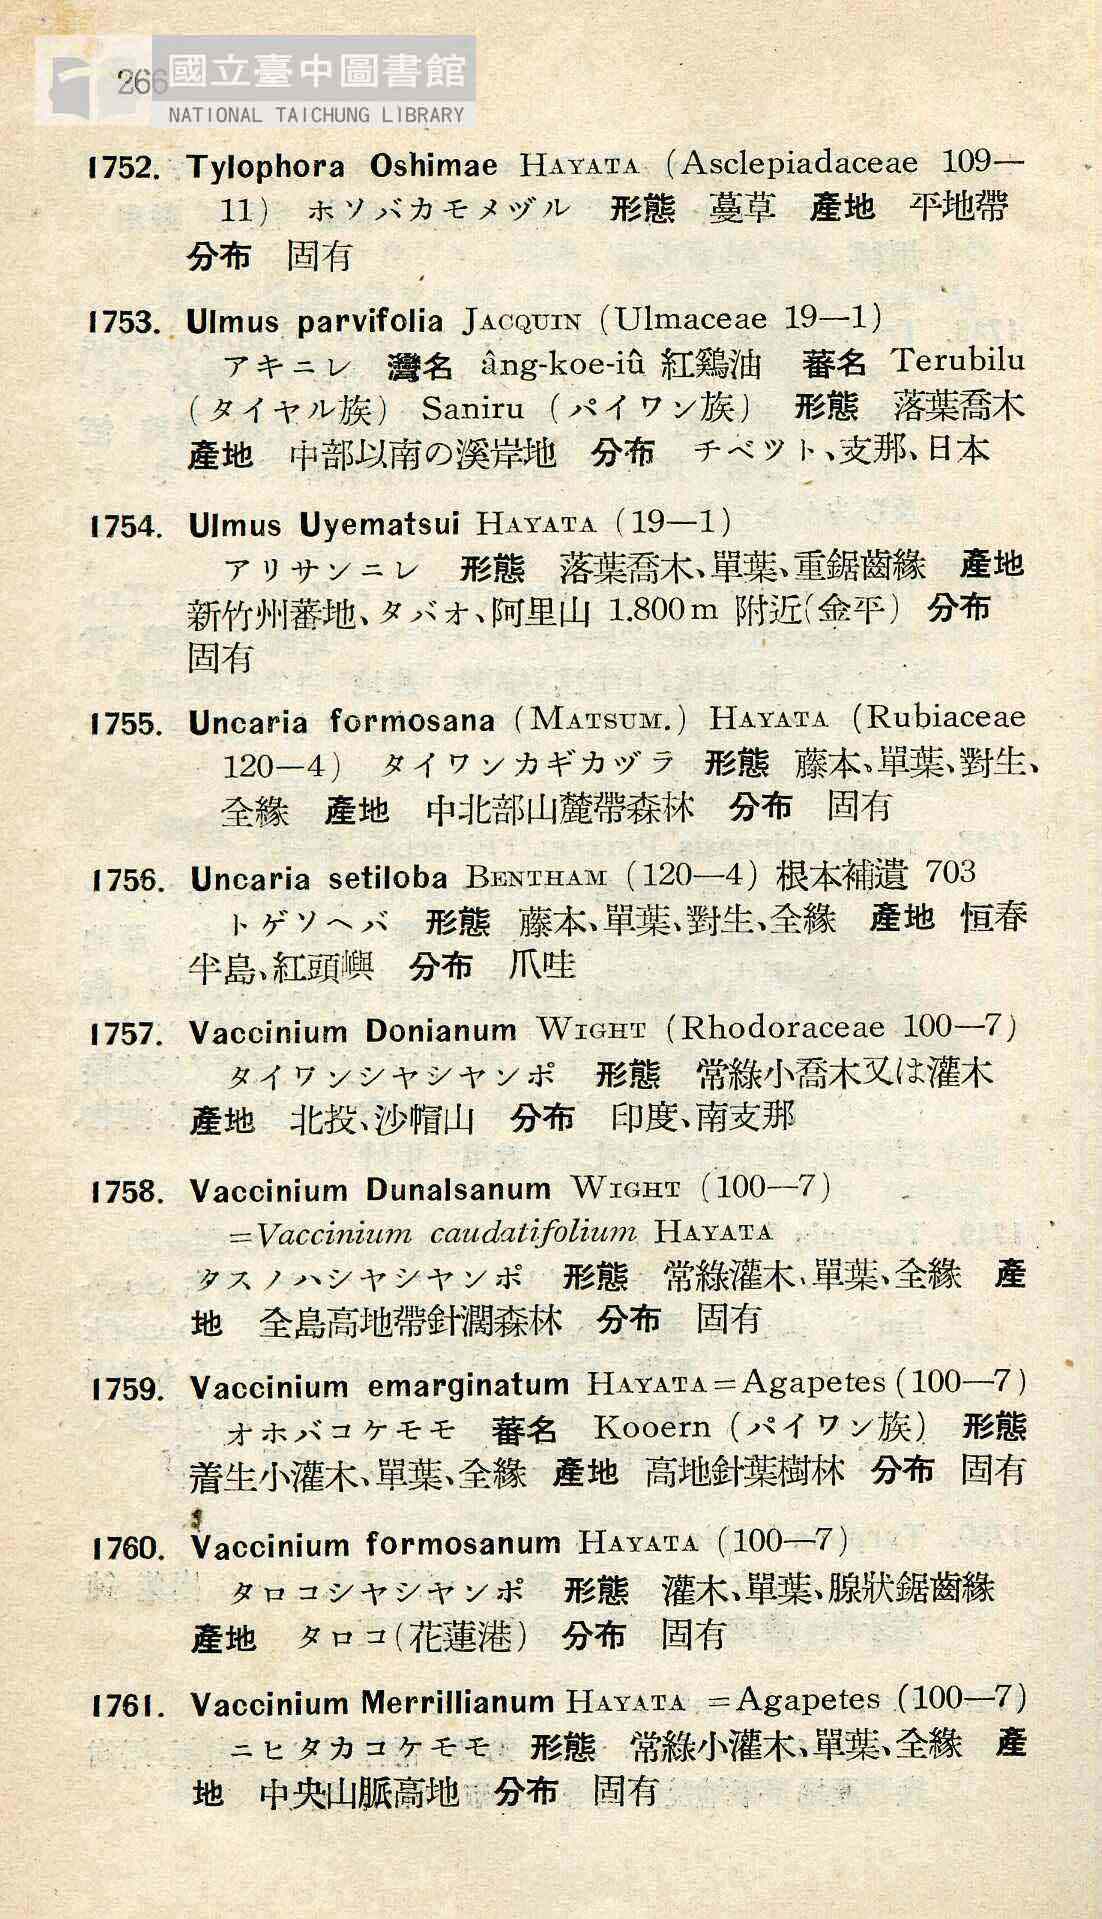 266
國立臺中圖書館
NATIONAL TAICHUNG LIBRARY
1752. Tylophora Oshimae HAYATA (Asclepiadaceae 109—
11) ホソバカモメヅル 形態 蔓草 產地 平地帶
分布 固有
1753. Ulmus parvifolia JACQUIN (Ulmaceae 19—1)
アキニレ 灣名 âng-koe-iû 紅鷄油 蕃名 Terubilu
(タイヤル族) Saniru (パイワン族) 形態 落葉喬木
產地 中部以南の溪岸地 分布 チベツト、支那、日本
1754. Ulmus Uyematsui HAYATA (19—1)
アリサンニレ 形態 落葉喬木、單葉、重鋸齒緣 產地
新竹州蕃地、タバオ、阿里山 1.800m 附近(金平) 分布
固有
1755. Uncaria formosana (MATSUM.) HAYATA (Rubiaceae
120—4) タイワンカギカヅラ 形態 藤本、單葉、對生、
全緣 產地 中北部山麓帶森林 分布 固有
1756. Uncaria setiloba BENTHAM (120—4) 根本補遺 703
トゲソヘバ 形態 藤本、單葉、對生、全緣 產地 恒春
半島、紅頭嶼 分布 爪哇
1757. Vaccinium Donianum WIGHT (Rhodoraceae 100—7)
タイワンシヤシヤンポ 形態 常綠小喬木又は灌木
產地 北投、沙帽山 分布 印度、南支那
1758. Vaccinium Dunalsanum WIGHT (100—7)
=Vaccinium caudatifolium HAYATA
タスノハシヤシヤンポ 形態 常綠灌木、單葉、全緣 產
地 全島高地帶針濶森林 分布 固有
1759. Vaccinium emarginatum HAYATA=Agapetes (100—7)
オホバコケモモ 蕃名 Kooern (パイワン族) 形態
着生小灌木、單葉、全緣 產地 高地針葉樹林 分布 固有
1760. Vaccinium formosanum HAYATA (100—7)
タロコシヤシヤンポ 形態 灌木、單葉、腺狀鋸齒緣
產地 タロコ(花蓮港) 分布 固有
1761. Vaccinium Merrillianum HAYATA =Agapetes (100—7)
ニヒタカコケモモ 形態 常綠小灌木、單葉、全緣 產
地 中央山脈高地 分布 固有